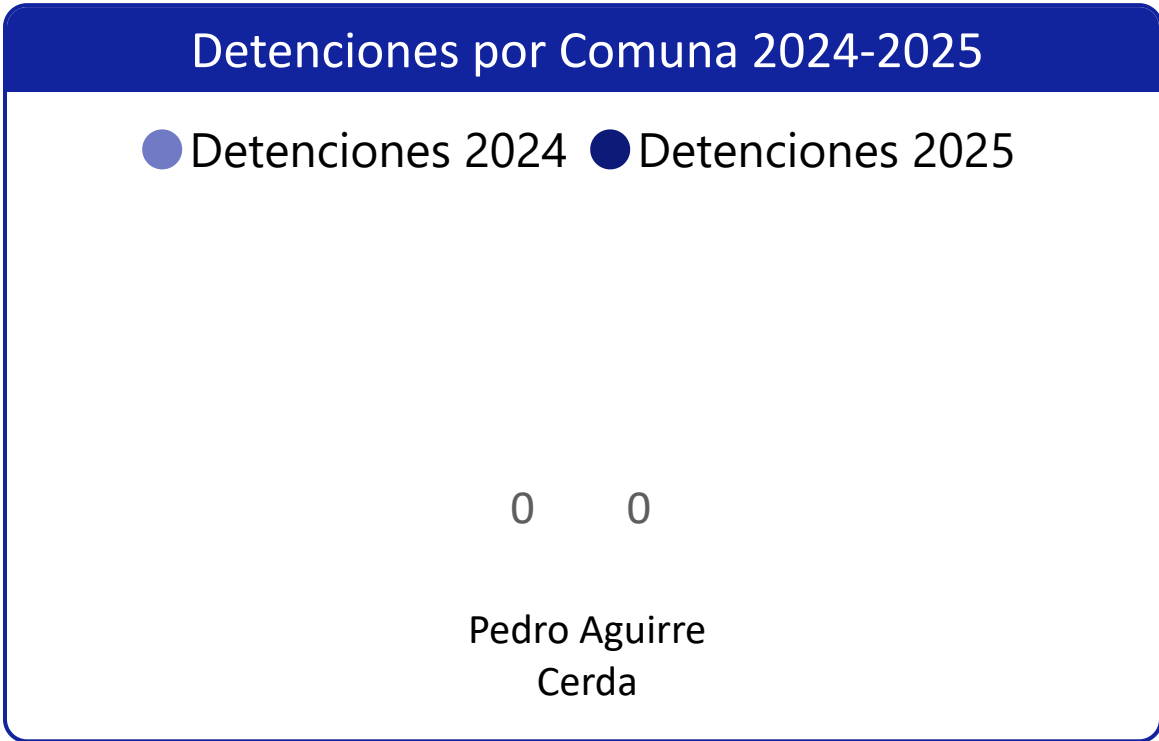 Detenciones por Comuna 2024-2025
Detenciones 2024 Detenciones 2025
0 0
Pedro Aguirre
Cerda